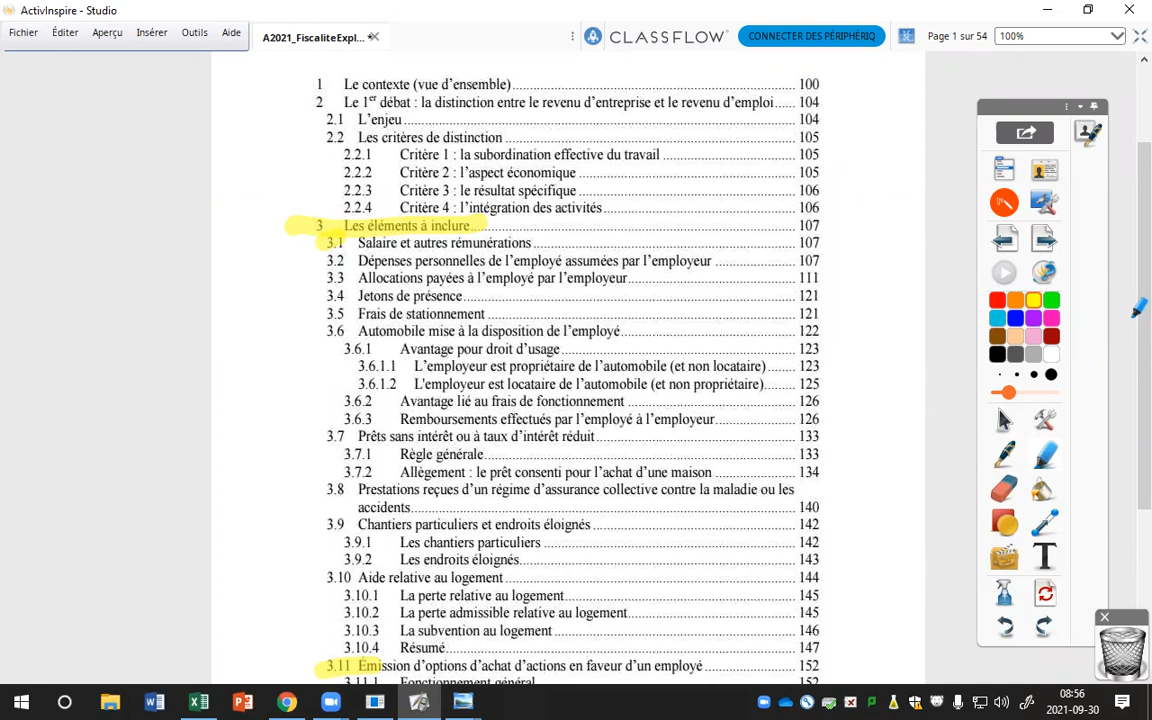 ActivInspire - Studio
Fichier Éditer Aperçu Insérer Outils Aide
A2021_FiscaliteExpl...
CLASSFLOW
CONNECTER DES PÉRIPHÉRIQ
Page 1 sur 54
100%
1 Le contexte (vue d’ensemble) 100
2 Le 1er débat : la distinction entre le revenu d’entreprise et le revenu d’emploi 104
2.1 L’enjeu 104
2.2 Les critères de distinction 105
2.2.1 Critère 1 : la subordination effective du travail 105
2.2.2 Critère 2 : l’aspect économique 105
2.2.3 Critère 3 : le résultat spécifique 106
2.2.4 Critère 4 : l’intégration des activités 106
3 Les éléments à inclure 107
3.1 Salaire et autres rémunérations 107
3.2 Dépenses personnelles de l’employé assumées par l’employeur 107
3.3 Allocations payées à l’employé par l’employeur 111
3.4 Jetons de présence 121
3.5 Frais de stationnement 121
3.6 Automobile mise à la disposition de l’employé 122
3.6.1 Avantage pour droit d’usage 123
3.6.1.1 L’employeur est propriétaire de l’automobile (et non locataire) 123
3.6.1.2 L'employeur est locataire de l’automobile (et non propriétaire) 125
3.6.2 Avantage lié au frais de fonctionnement 126
3.6.3 Remboursements effectués par l’employé à l’employeur 126
3.7 Prêts sans intérêt ou à taux d’intérêt réduit 133
3.7.1 Règle générale 133
3.7.2 Allègement : le prêt consenti pour l’achat d’une maison 134
3.8 Prestations reçues d’un régime d’assurance collective contre la maladie ou les
accidents 140
3.9 Chantiers particuliers et endroits éloignés 142
3.9.1 Les chantiers particuliers 142
3.9.2 Les endroits éloignés 143
3.10 Aide relative au logement 144
3.10.1 La perte relative au logement 145
3.10.2 La perte admissible relative au logement 145
3.10.3 La subvention au logement 146
3.10.4 Résumé 147
3.11 Émission d’options d’achat d’actions en faveur d’un employé 152
3.11.1 Fonctionnement général 152
08:56
2021-09-30